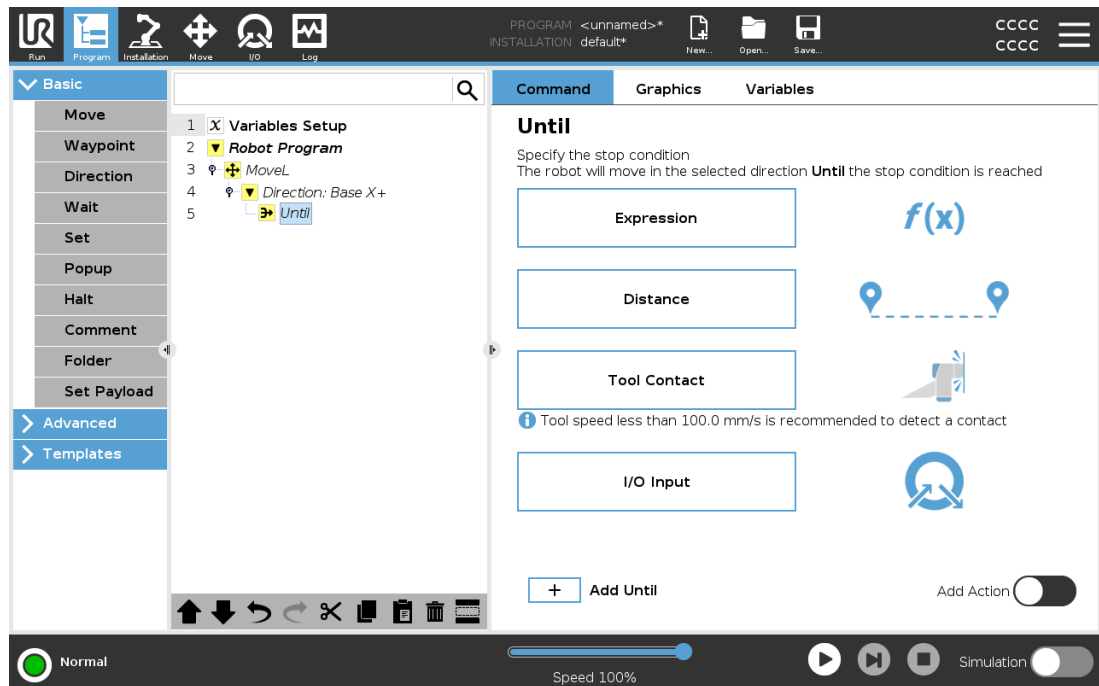 PROGRAM <unnamed>*
INSTALLATION default*
CCCC
CCCC
Run Program Installation Move I/O Log New... Open... Save...
Basic
Move
Waypoint
Direction
Wait
Set
Popup
Halt
Comment
Folder
Set Payload
Advanced
Templates
1 X Variables Setup
2 Robot Program
3 MoveL
4 Direction: Base X+
5 Until
Command Graphics Variables
Until
Specify the stop condition
The robot will move in the selected direction Until the stop condition is reached
Expression f(x)
Distance
Tool Contact
Tool speed less than 100.0 mm/s is recommended to detect a contact
I/O Input
+ Add Until Add Action
Normal
Speed 100%
Simulation